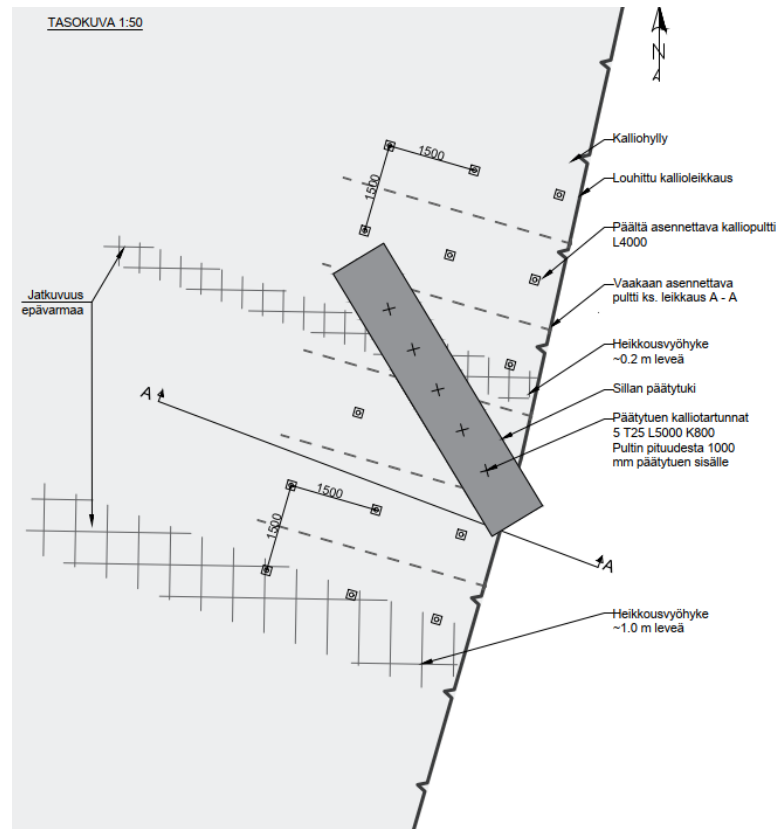 TASOKUVA 1:50
N
Kalliohylly
1500
Louhittu kallioleikkaus
1500
Päältä asennettava kalliopultti
L4000
Vaakaan asennettava
pultti ks. leikkaus A - A
Jatkuvuus
epävarmaa
Heikkousvyöhyke
~0.2 m leveä
Sillan päätytuki
A
Päätytuen kalliotartunnat
5 T25 L5000 K800
Pultin pituudesta 1000
mm päätytuen sisälle
1500
1500
A
Heikkousvyöhyke
~1.0 m leveä